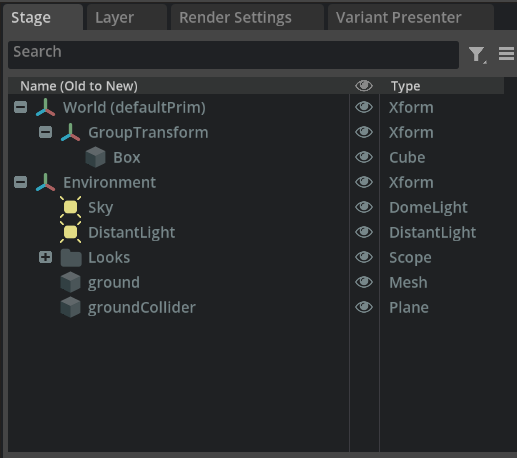 Stage Layer Render Settings Variant Presenter
Search
Name (Old to New) Type
World (defaultPrim) Xform
GroupTransform Xform
Box Cube
Environment Xform
Sky DomeLight
DistantLight DistantLight
Looks Scope
ground Mesh
groundCollider Plane